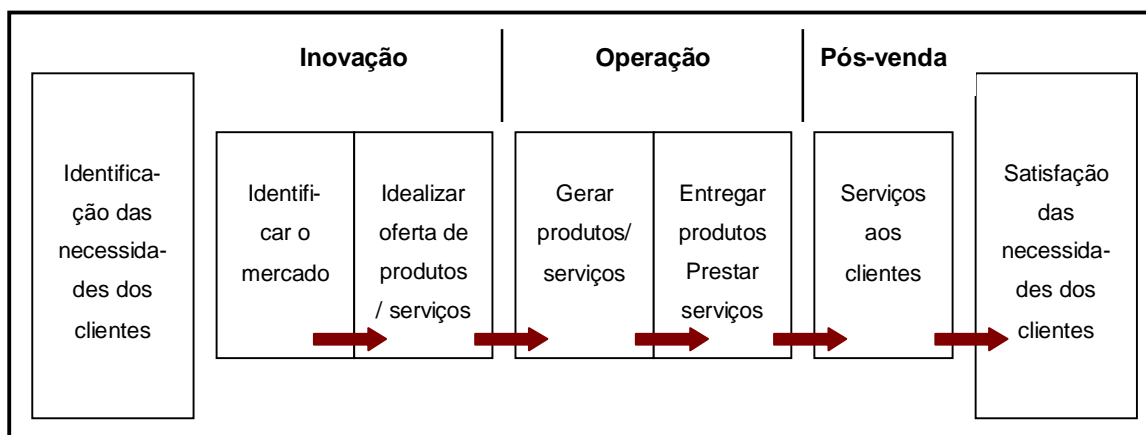 Inovação
Operação
Pós-venda
Identifica-
ção das
necessida-
des dos
clientes
Identifi-
car o
mercado
Idealizar
oferta de
produtos
/ serviços
Gerar
produtos/
serviços
Entregar
produtos
Prestar
serviços
Serviços
aos
clientes
Satisfação
das
necessida-
des dos
clientes